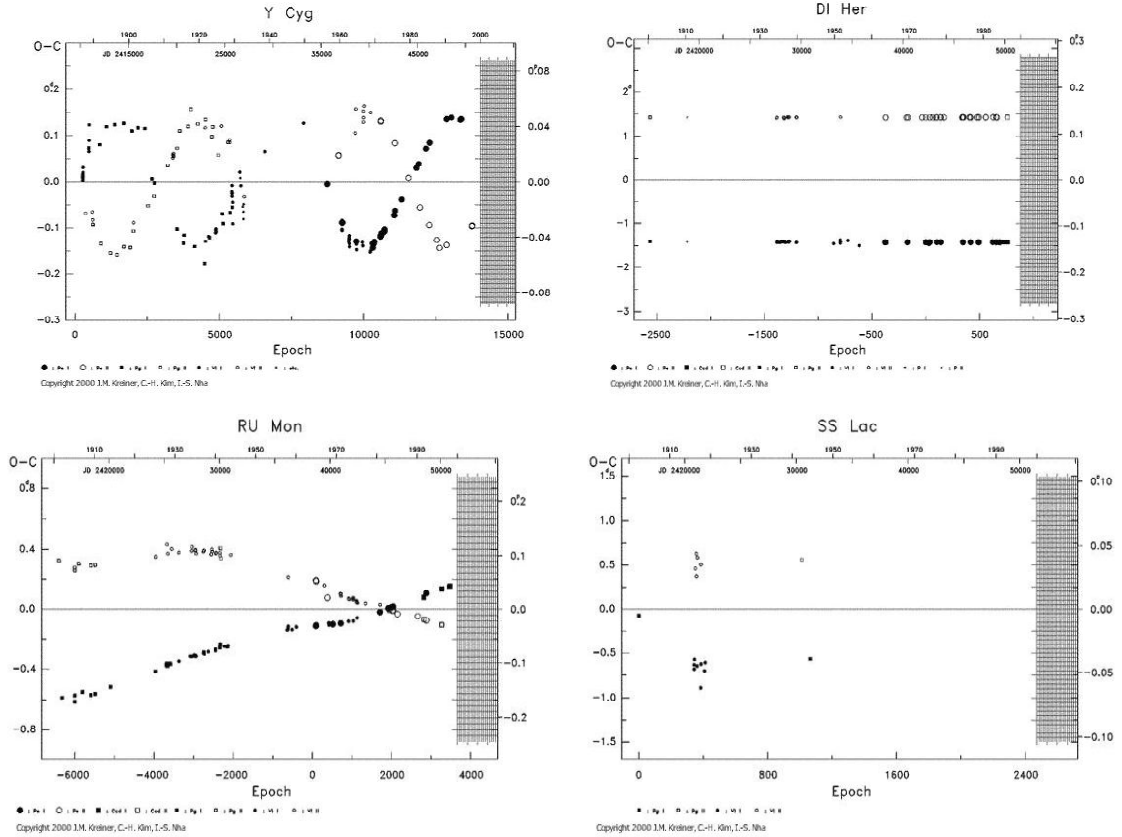 Y Cyg
1900 1920 1940 1960 1980 2000
O-C
JD 2415000 25000 35000 45000
0.2
0.1
0.0
-0.1
-0.2
-0.3
0.08
0.04
0.00
-0.04
-0.08
0 5000 10000 15000
Epoch
Copyright 2000 J.M. Kreiner, C.-H. Kim, I.-S. Nha
DI Her
1910 1930 1950 1970 1990
O-C
JD 2420000 30000 40000 50000
2
1
0
-1
-2
-3
0.3
0.2
0.1
0.0
-0.1
-0.2
-0.3
-2500 -1500 -500 500
Epoch
Copyright 2000 J.M. Kreiner, C.-H. Kim, I.-S. Nha
RU Mon
1910 1930 1950 1970 1990
O-C
JD 2420000 30000 40000 50000
0.8
0.4
0.0
-0.4
-0.8
0.2
0.1
0.0
-0.1
-0.2
-6000 -4000 -2000 0 2000 4000
Epoch
Copyright 2000 J.M. Kreiner, C.-H. Kim, I.-S. Nha
SS Lac
1910 1930 1950 1970 1990
O-C
JD 2420000 30000 40000 50000
1.5
1.0
0.5
0.0
-0.5
-1.0
-1.5
0.10
0.05
0.00
-0.05
-0.10
0 800 1600 2400
Epoch
: Pg I : Pg II : Vi I : Vi II
Copyright 2000 J.M. Kreiner, C.-H. Kim, I.-S. Nha